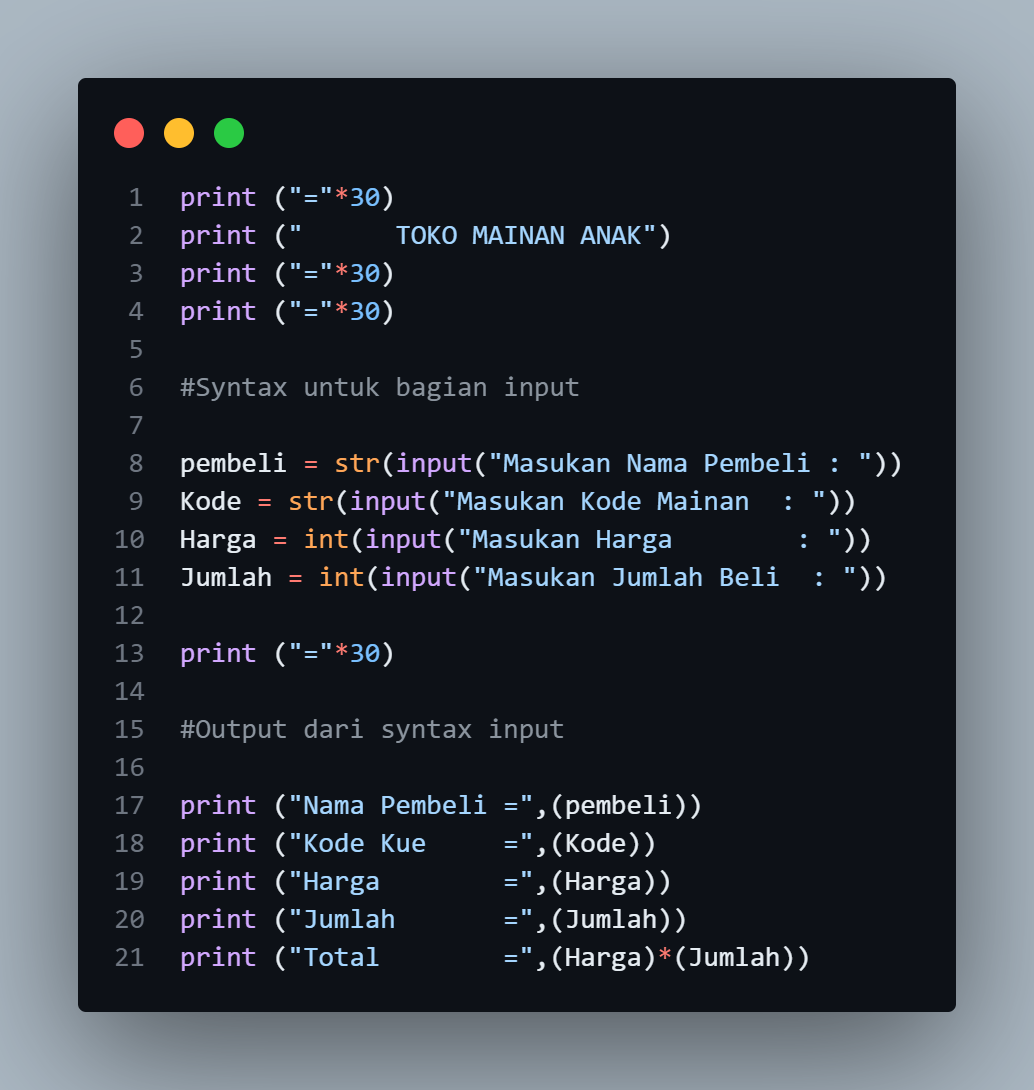 1 print ("="*30)
2 print ("      TOKO MAINAN ANAK")
3 print ("="*30)
4 print ("="*30)
5
6 #Syntax untuk bagian input
7
8 pembeli = str(input("Masukan Nama Pembeli : "))
9 Kode = str(input("Masukan Kode Mainan  : "))
10 Harga = int(input("Masukan Harga        : "))
11 Jumlah = int(input("Masukan Jumlah Beli  : "))
12
13 print ("="*30)
14
15 #Output dari syntax input
16
17 print ("Nama Pembeli =",(pembeli))
18 print ("Kode Kue     =",(Kode))
19 print ("Harga        =",(Harga))
20 print ("Jumlah       =",(Jumlah))
21 print ("Total        =",(Harga)*(Jumlah))